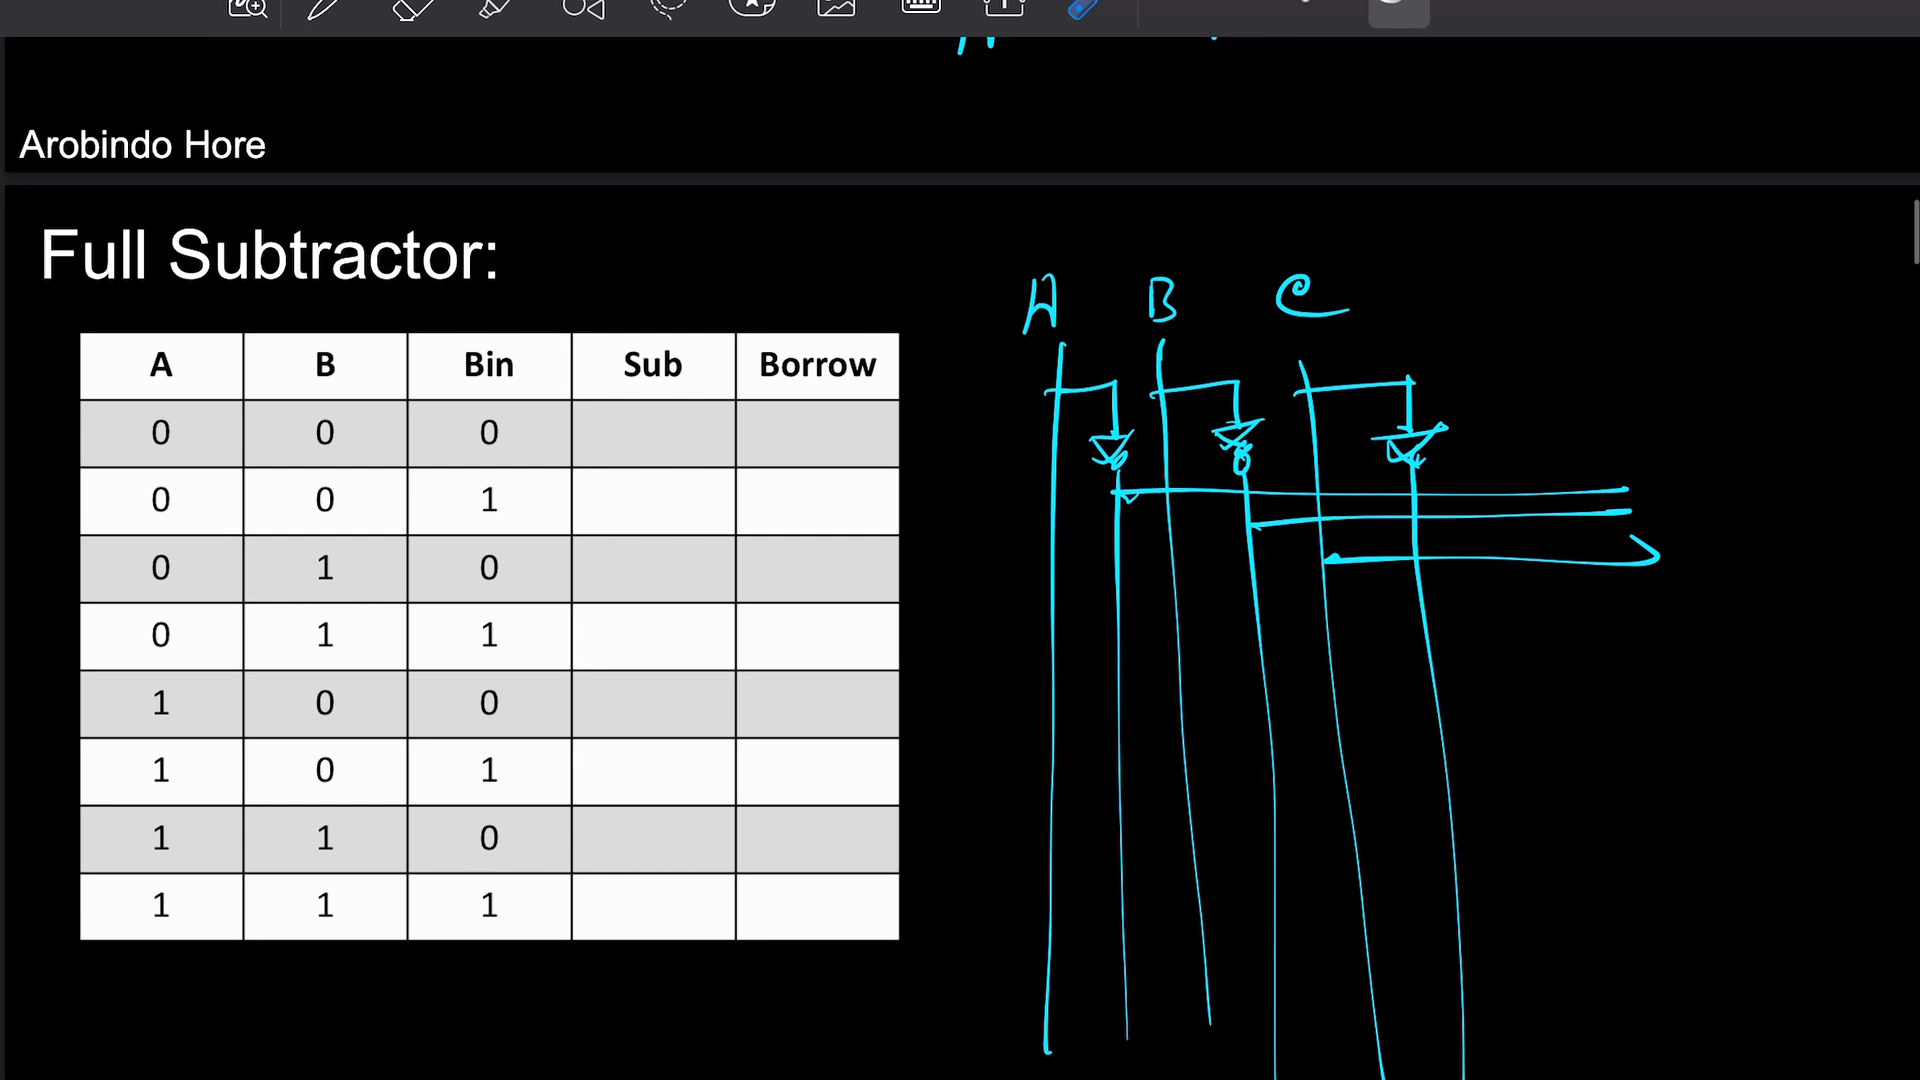 Arobindo Hore
Full Subtractor:
A B C
A B Bin Sub Borrow
0 0 0
0 0 1
0 1 0
0 1 1
1 0 0
1 0 1
1 1 0
1 1 1